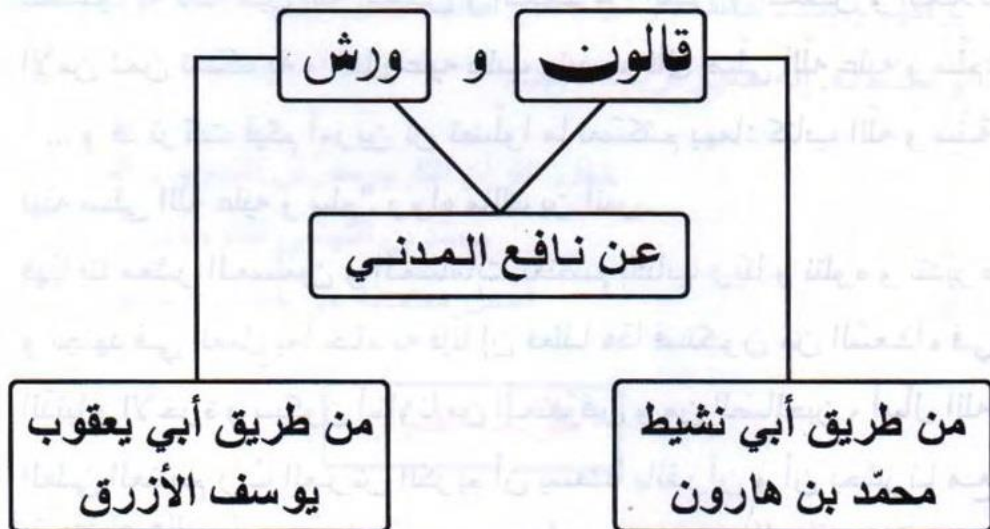 قالون و ورش
عن نافع المدني
من طريق أبي نشيط
محمّد بن هارون
من طريق أبي يعقوب
يوسف الأزرق